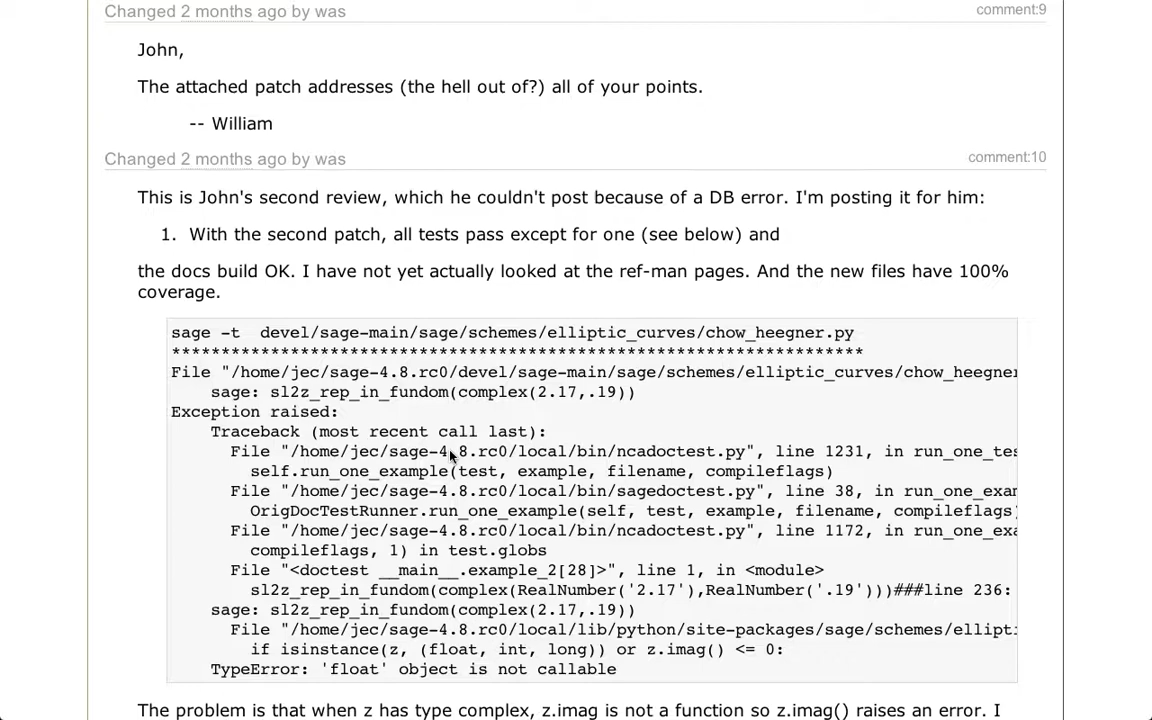 Changed 2 months ago by was
comment:9
John,
The attached patch addresses (the hell out of?) all of your points.
-- William
Changed 2 months ago by was
comment:10
This is John's second review, which he couldn't post because of a DB error. I'm posting it for him:
1. With the second patch, all tests pass except for one (see below) and
the docs build OK. I have not yet actually looked at the ref-man pages. And the new files have 100%
coverage.
sage -t  devel/sage-main/sage/schemes/elliptic_curves/chow_heegner.py
**********************************************************************
File "/home/jec/sage-4.8.rc0/devel/sage-main/sage/schemes/elliptic_curves/chow_heegner
    sage: sl2z_rep_in_fundom(complex(2.17,.19))
Exception raised:
    Traceback (most recent call last):
      File "/home/jec/sage-4.8.rc0/local/bin/ncadoctest.py", line 1231, in run_one_tes
        self.run_one_example(test, example, filename, compileflags)
      File "/home/jec/sage-4.8.rc0/local/bin/sagedoctest.py", line 38, in run_one_exam
        OrigDocTestRunner.run_one_example(self, test, example, filename, compileflags)
      File "/home/jec/sage-4.8.rc0/local/bin/ncadoctest.py", line 1172, in run_one_exa
        compileflags, 1) in test.globs
      File "<doctest __main__.example_2[28]>", line 1, in <module>
        sl2z_rep_in_fundom(complex(RealNumber('2.17'),RealNumber('.19')))###line 236:
    sage: sl2z_rep_in_fundom(complex(2.17,.19))
      File "/home/jec/sage-4.8.rc0/local/lib/python/site-packages/sage/schemes/ellipti
        if isinstance(z, (float, int, long)) or z.imag() <= 0:
    TypeError: 'float' object is not callable
The problem is that when z has type complex, z.imag is not a function so z.imag() raises an error. I